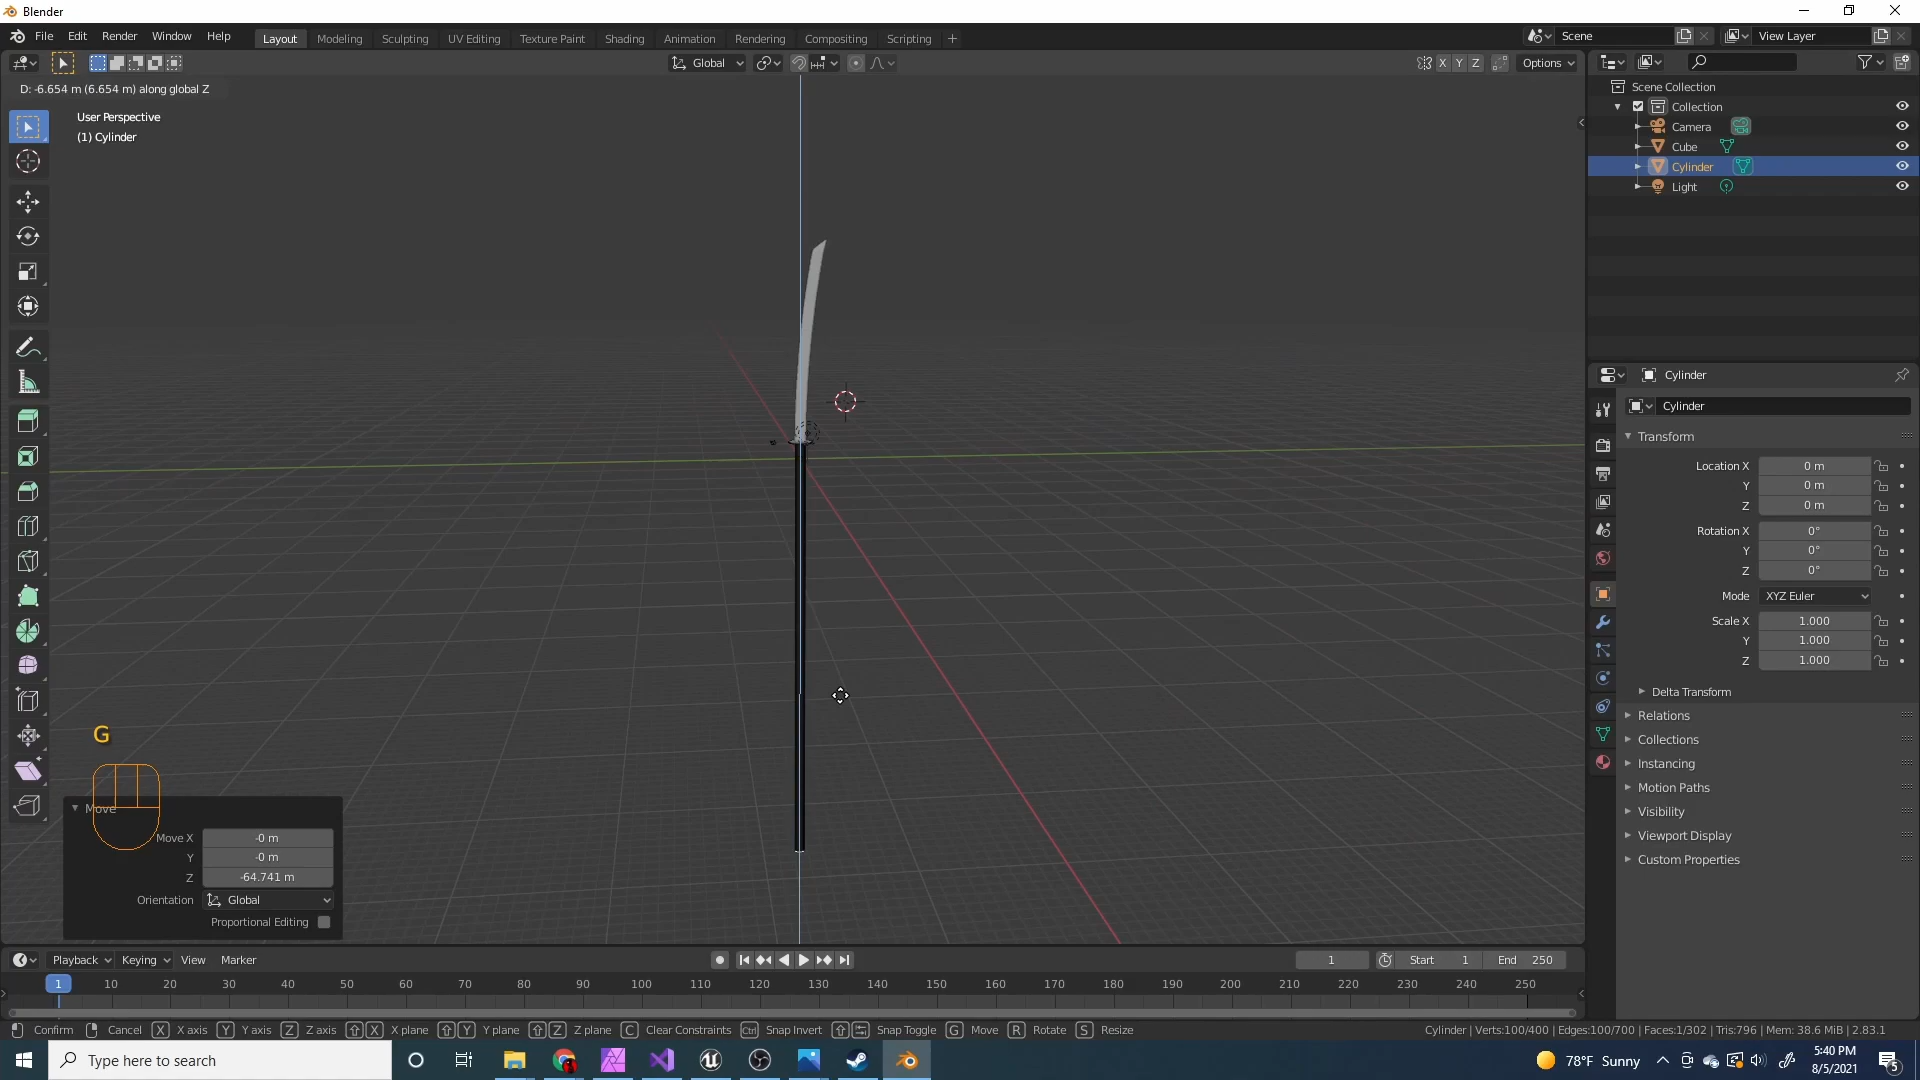 Blender
File Edit Render Window Help
Layout Modeling Sculpting UV Editing Texture Paint Shading Animation Rendering Compositing Scripting +
Scene
View Layer
Global
X Y Z
Options
D: -6.654 m (6.654 m) along global Z
User Perspective
(1) Cylinder
Scene Collection
Collection
Camera
Cube
Cylinder
Light
Cylinder
Cylinder
Transform
Location X 0 m
Y 0 m
Z 0 m
Rotation X 0°
Y 0°
Z 0°
Mode XYZ Euler
Scale X 1.000
Y 1.000
Z 1.000
Delta Transform
Relations
Collections
Instancing
Motion Paths
Visibility
Viewport Display
Custom Properties
G
Move
Move X -0 m
Y -0 m
Z -64.741 m
Orientation Global
Proportional Editing
Playback Keying View Marker
1 Start 1 End 250
1 10 20 30 40 50 60 70 80 90 100 110 120 130 140 150 160 170 180 190 200 210 220 230 240 250
Confirm Cancel X X axis Y Y axis Z Z axis X X plane Y Y plane Z Z plane C Clear Constraints Ctrl Snap Invert Snap Toggle G Move R Rotate S Resize
Cylinder | Verts:100/400 | Edges:100/700 | Faces:1/302 | Tris:796 | Mem: 38.6 MiB | 2.83.1
Type here to search
78°F Sunny
5:40 PM
8/5/2021
5